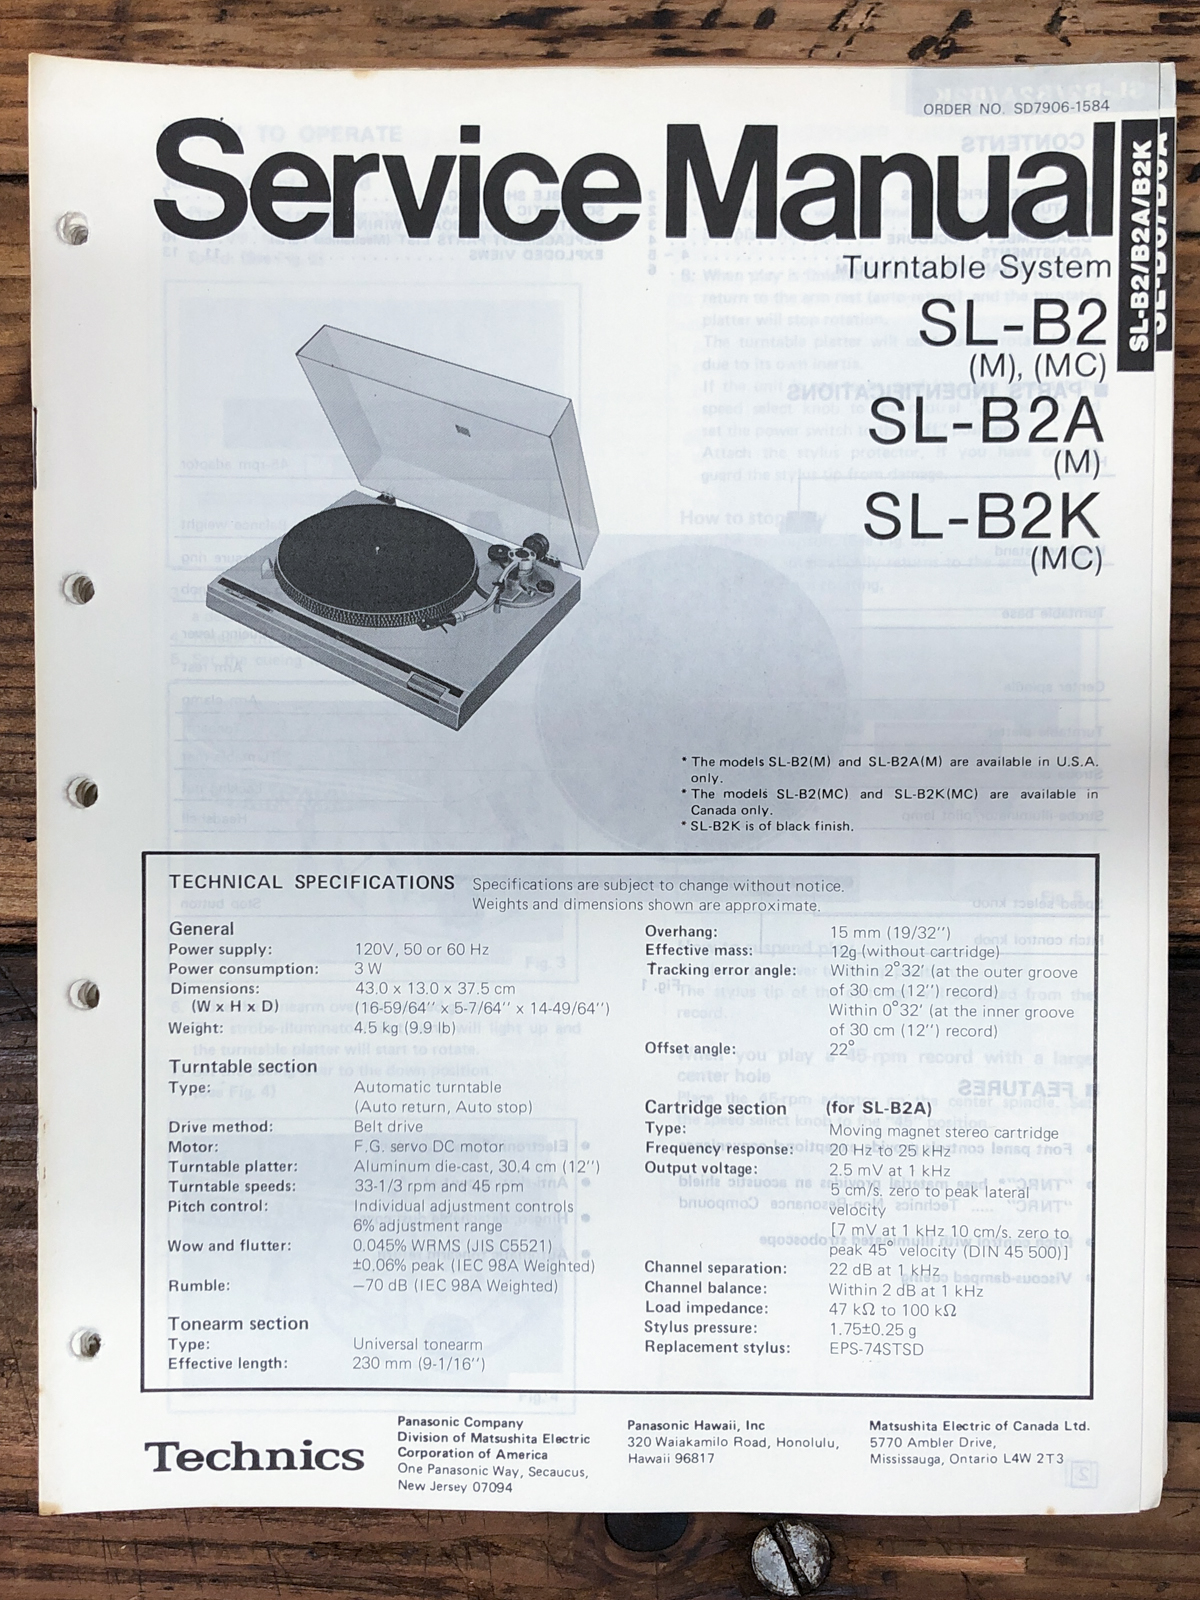 ORDER NO. SD7906-1584
Service Manual
SL-B2/B2A/B2K
Turntable System
SL-B2
(M), (MC)
SL-B2A
(M)
SL-B2K
(MC)
* The models SL-B2(M) and SL-B2A(M) are available in U.S.A.
only.
* The models SL-B2(MC) and SL-B2K(MC) are available in
Canada only.
* SL-B2K is of black finish.
TECHNICAL SPECIFICATIONS Specifications are subject to change without notice.
Weights and dimensions shown are approximate.
General
Power supply: 120V, 50 or 60 Hz
Power consumption: 3 W
Dimensions: 43.0 x 13.0 x 37.5 cm
(W x H x D) (16-59/64" x 5-7/64" x 14-49/64")
Weight: 4.5 kg (9.9 lb)
Turntable section
Type: Automatic turntable
(Auto return, Auto stop)
Drive method: Belt drive
Motor: F.G. servo DC motor
Turntable platter: Aluminum die-cast, 30.4 cm (12")
Turntable speeds: 33-1/3 rpm and 45 rpm
Pitch control: Individual adjustment controls
6% adjustment range
Wow and flutter: 0.045% WRMS (JIS C5521)
±0.06% peak (IEC 98A Weighted)
Rumble: –70 dB (IEC 98A Weighted)
Tonearm section
Type: Universal tonearm
Effective length: 230 mm (9-1/16")
Overhang: 15 mm (19/32")
Effective mass: 12g (without cartridge)
Tracking error angle: Within 2°32' (at the outer groove
of 30 cm (12") record)
Within 0°32' (at the inner groove
of 30 cm (12") record)
Offset angle: 22°
Cartridge section (for SL-B2A)
Type: Moving magnet stereo cartridge
Frequency response: 20 Hz to 25 kHz
Output voltage: 2.5 mV at 1 kHz
5 cm/s. zero to peak lateral
velocity
[7 mV at 1 kHz 10 cm/s. zero to
peak 45° velocity (DIN 45 500)]
Channel separation: 22 dB at 1 kHz
Channel balance: Within 2 dB at 1 kHz
Load impedance: 47 kΩ to 100 kΩ
Stylus pressure: 1.75±0.25 g
Replacement stylus: EPS-74STSD
Technics
Panasonic Company
Division of Matsushita Electric
Corporation of America
One Panasonic Way, Secaucus,
New Jersey 07094
Panasonic Hawaii, Inc
320 Waiakamilo Road, Honolulu,
Hawaii 96817
Matsushita Electric of Canada Ltd.
5770 Ambler Drive,
Mississauga, Ontario L4W 2T3